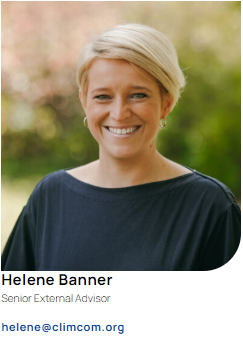 Helene Banner
Senior External Advisor
helene@climcom.org